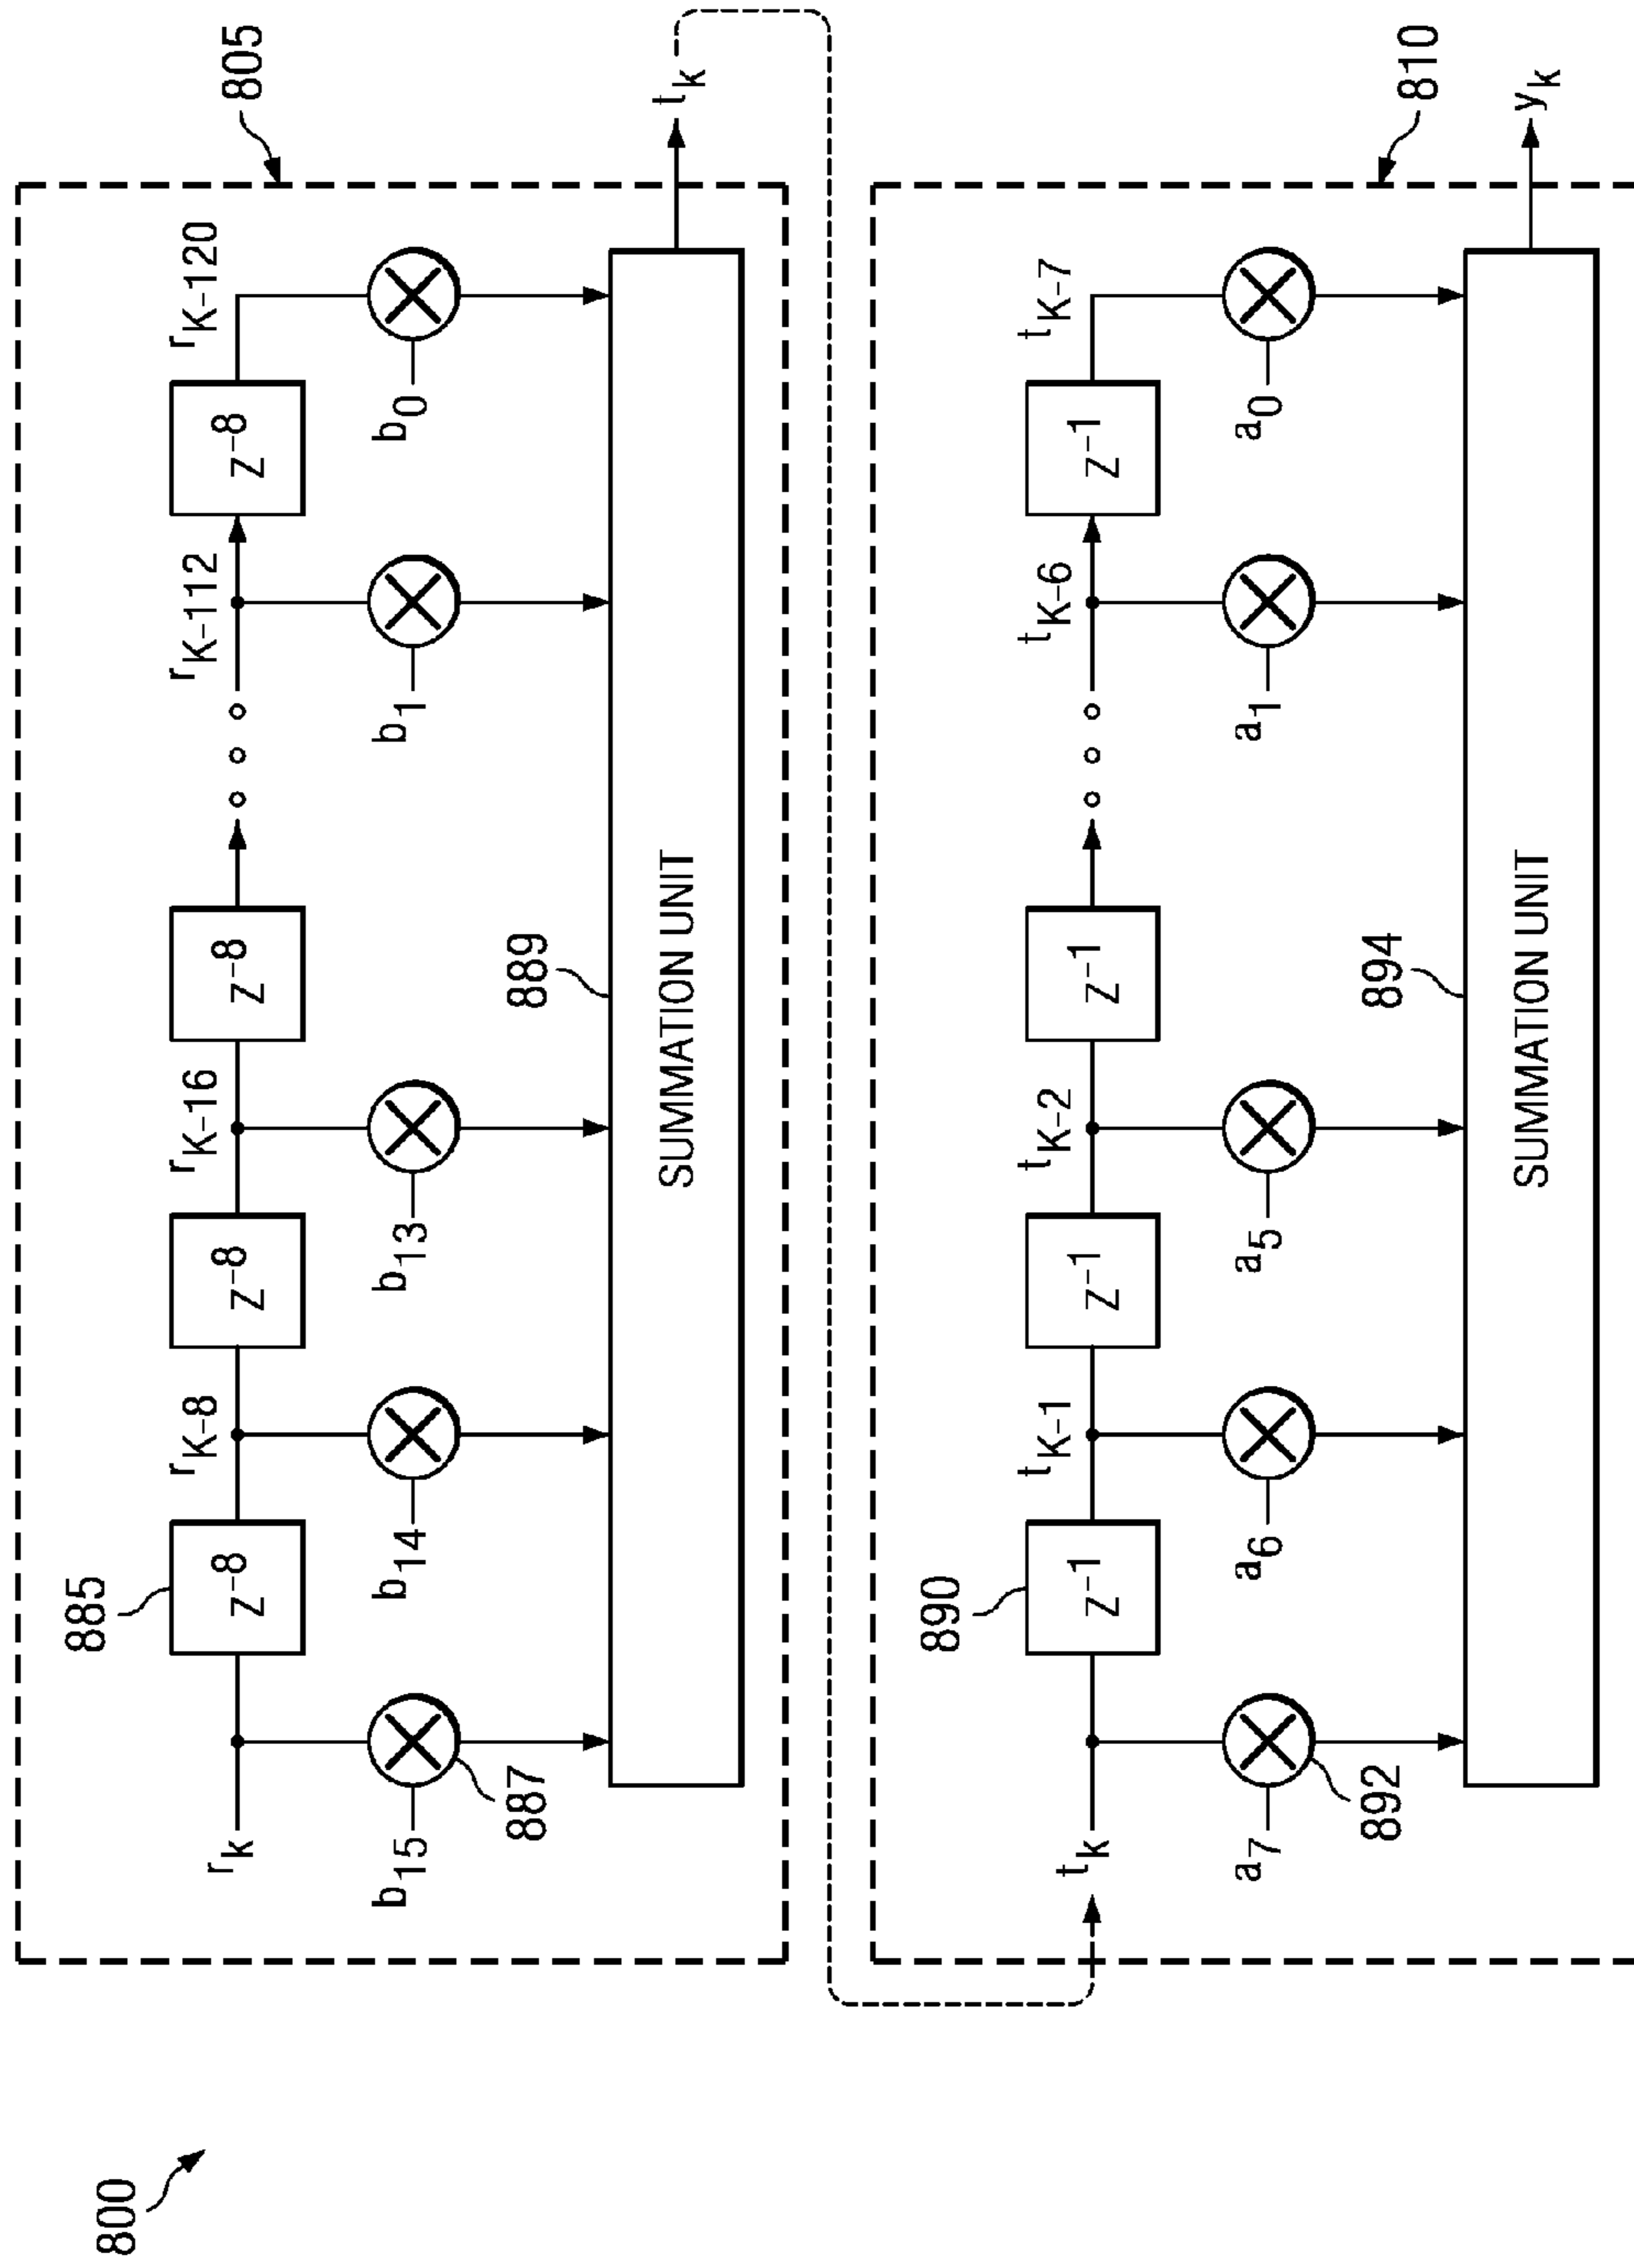 800
805
885
r_k
z^-8
r_K-8
z^-8
r_K-16
z^-8
r_K-112
z^-8
r_K-120
b_15
b_14
b_13
b_1
b_0
887
889
SUMMATION UNIT
t_k
810
890
t_k
z^-1
t_K-1
z^-1
t_K-2
z^-1
t_K-6
z^-1
t_K-7
a_7
a_6
a_5
a_1
a_0
892
894
SUMMATION UNIT
y_k